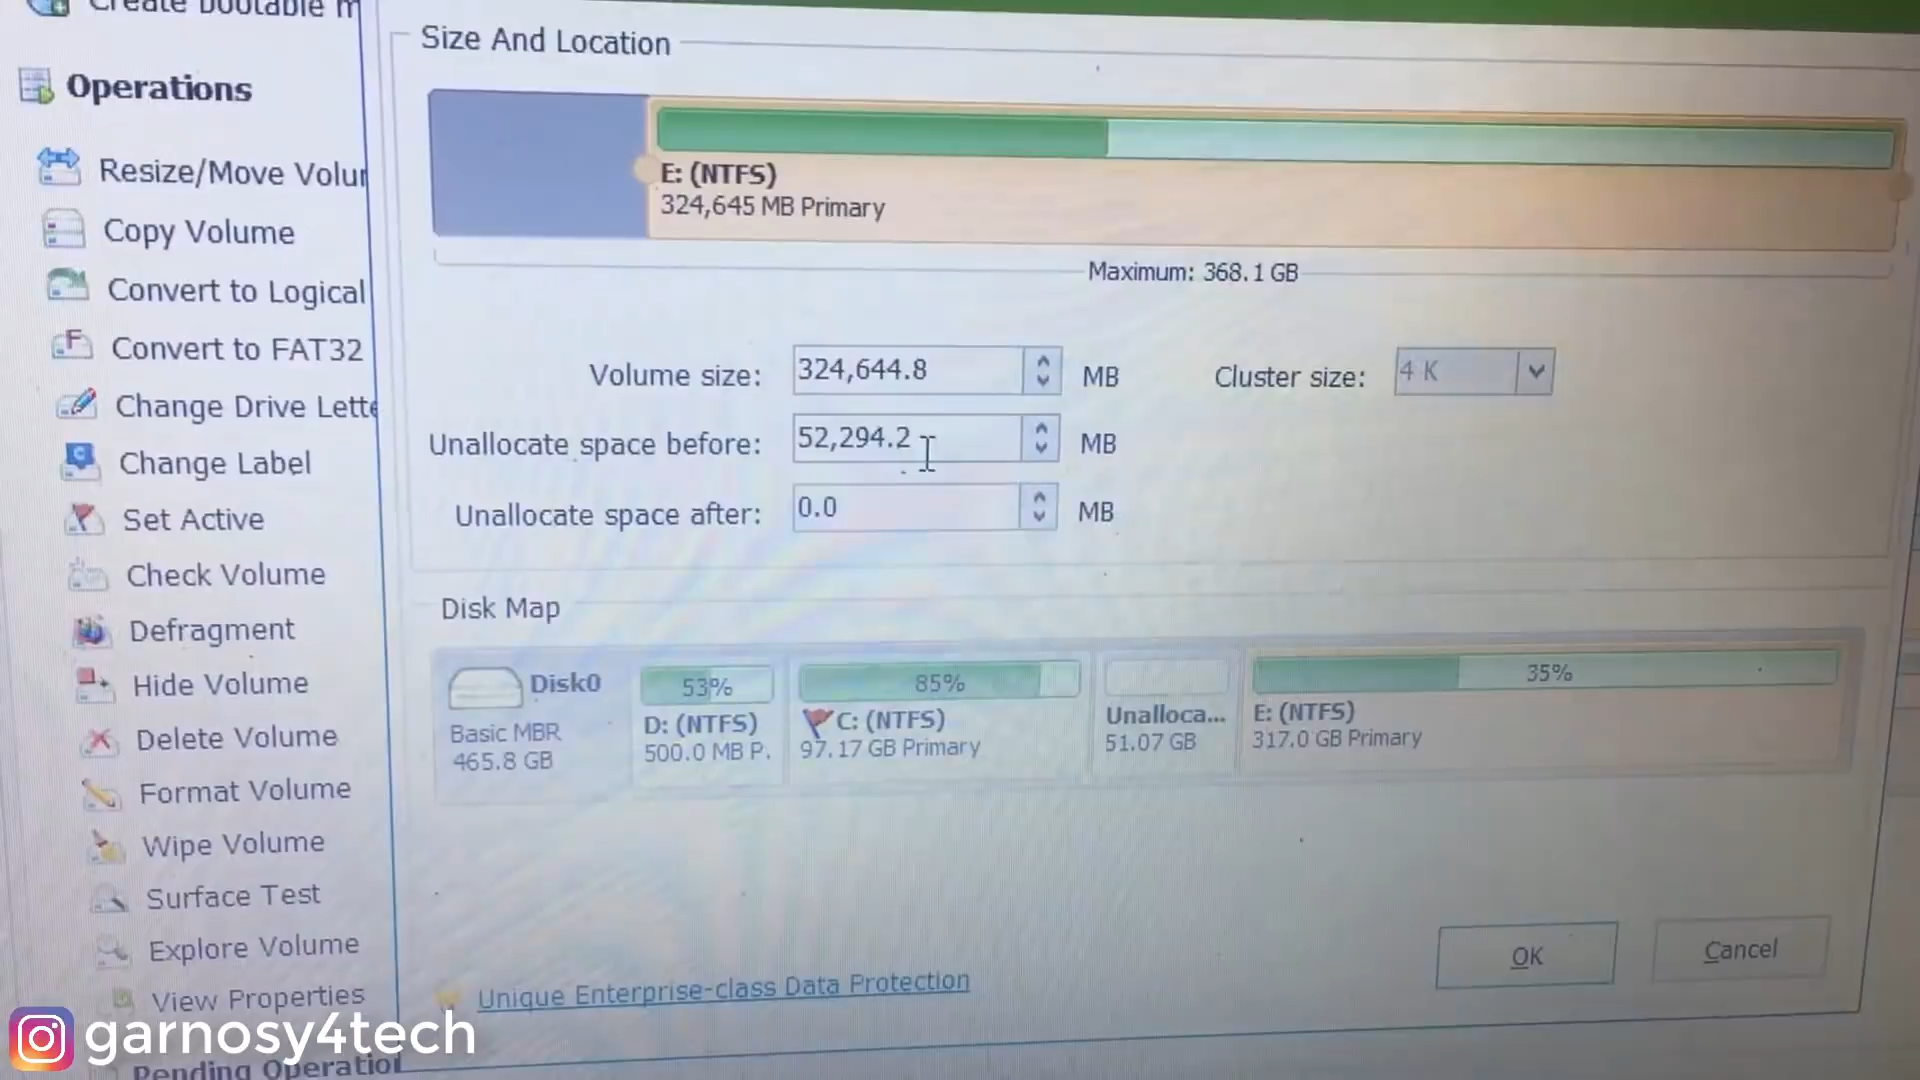 Create bootable m
Operations
Resize/Move Volu
Copy Volume
Convert to Logical
Convert to FAT32
Change Drive Lette
Change Label
Set Active
Check Volume
Defragment
Hide Volume
Delete Volume
Format Volume
Wipe Volume
Surface Test
Explore Volume
View Properties
Pending Operation
Size And Location
E: (NTFS)
324,645 MB Primary
Maximum: 368.1 GB
Volume size: 324,644.8 MB Cluster size: 4 K
Unallocate space before: 52,294.2 MB
Unallocate space after: 0.0 MB
Disk Map
Disk0
Basic MBR
465.8 GB
53%
D: (NTFS)
500.0 MB P.
85%
C: (NTFS)
97.17 GB Primary
Unalloca...
51.07 GB
35%
E: (NTFS)
317.0 GB Primary
Unique Enterprise-class Data Protection
OK Cancel
garnosy4tech